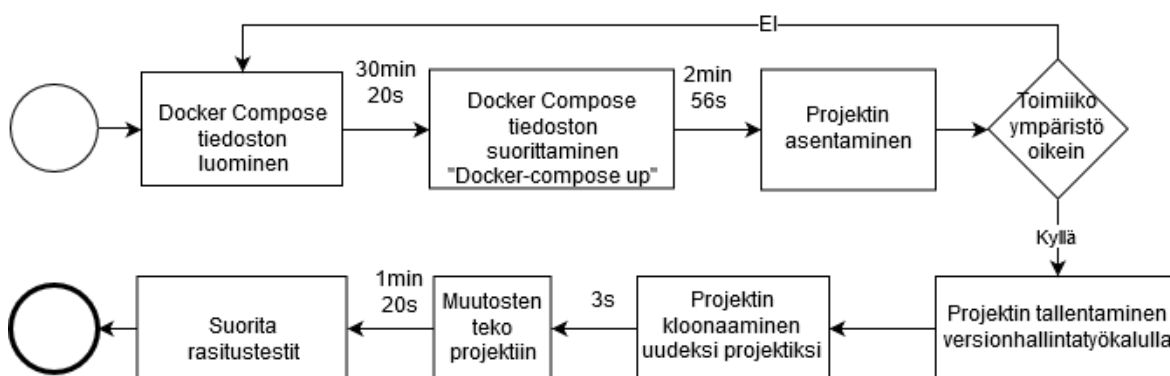 EI
Docker Compose
tiedoston
luominen
30min
20s
Docker Compose
tiedoston
suorittaminen
"Docker-compose up"
2min
56s
Projektin
asentaminen
Toimiiko
ympäristö
oikein
Kyllä
Projektin tallentaminen
versionhallintatyökalulla
Projektin
kloonaaminen
uudeksi projektiksi
3s
Muutosten
teko
projektiin
1min
20s
Suorita
rasitustestit